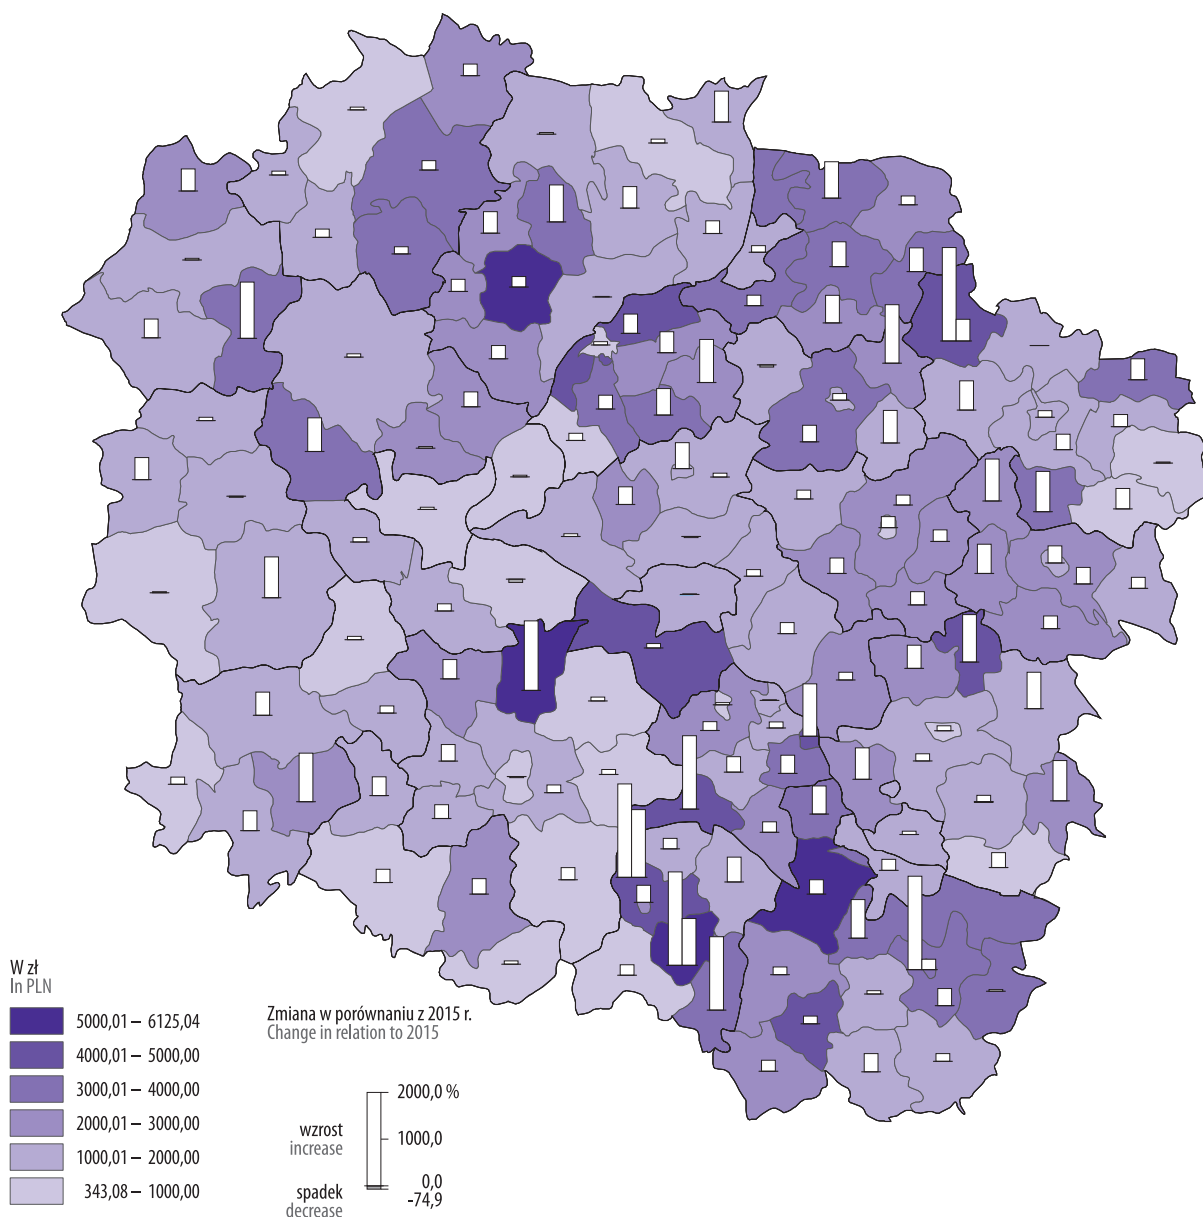 W zł
In PLN
5000,01 – 6125,04
4000,01 – 5000,00
3000,01 – 4000,00
2000,01 – 3000,00
1000,01 – 2000,00
343,08 – 1000,00
Zmiana w porównaniu z 2015 r.
Change in relation to 2015
2000,0 %
wzrost
increase
1000,0
0,0
spadek
decrease
-74,9